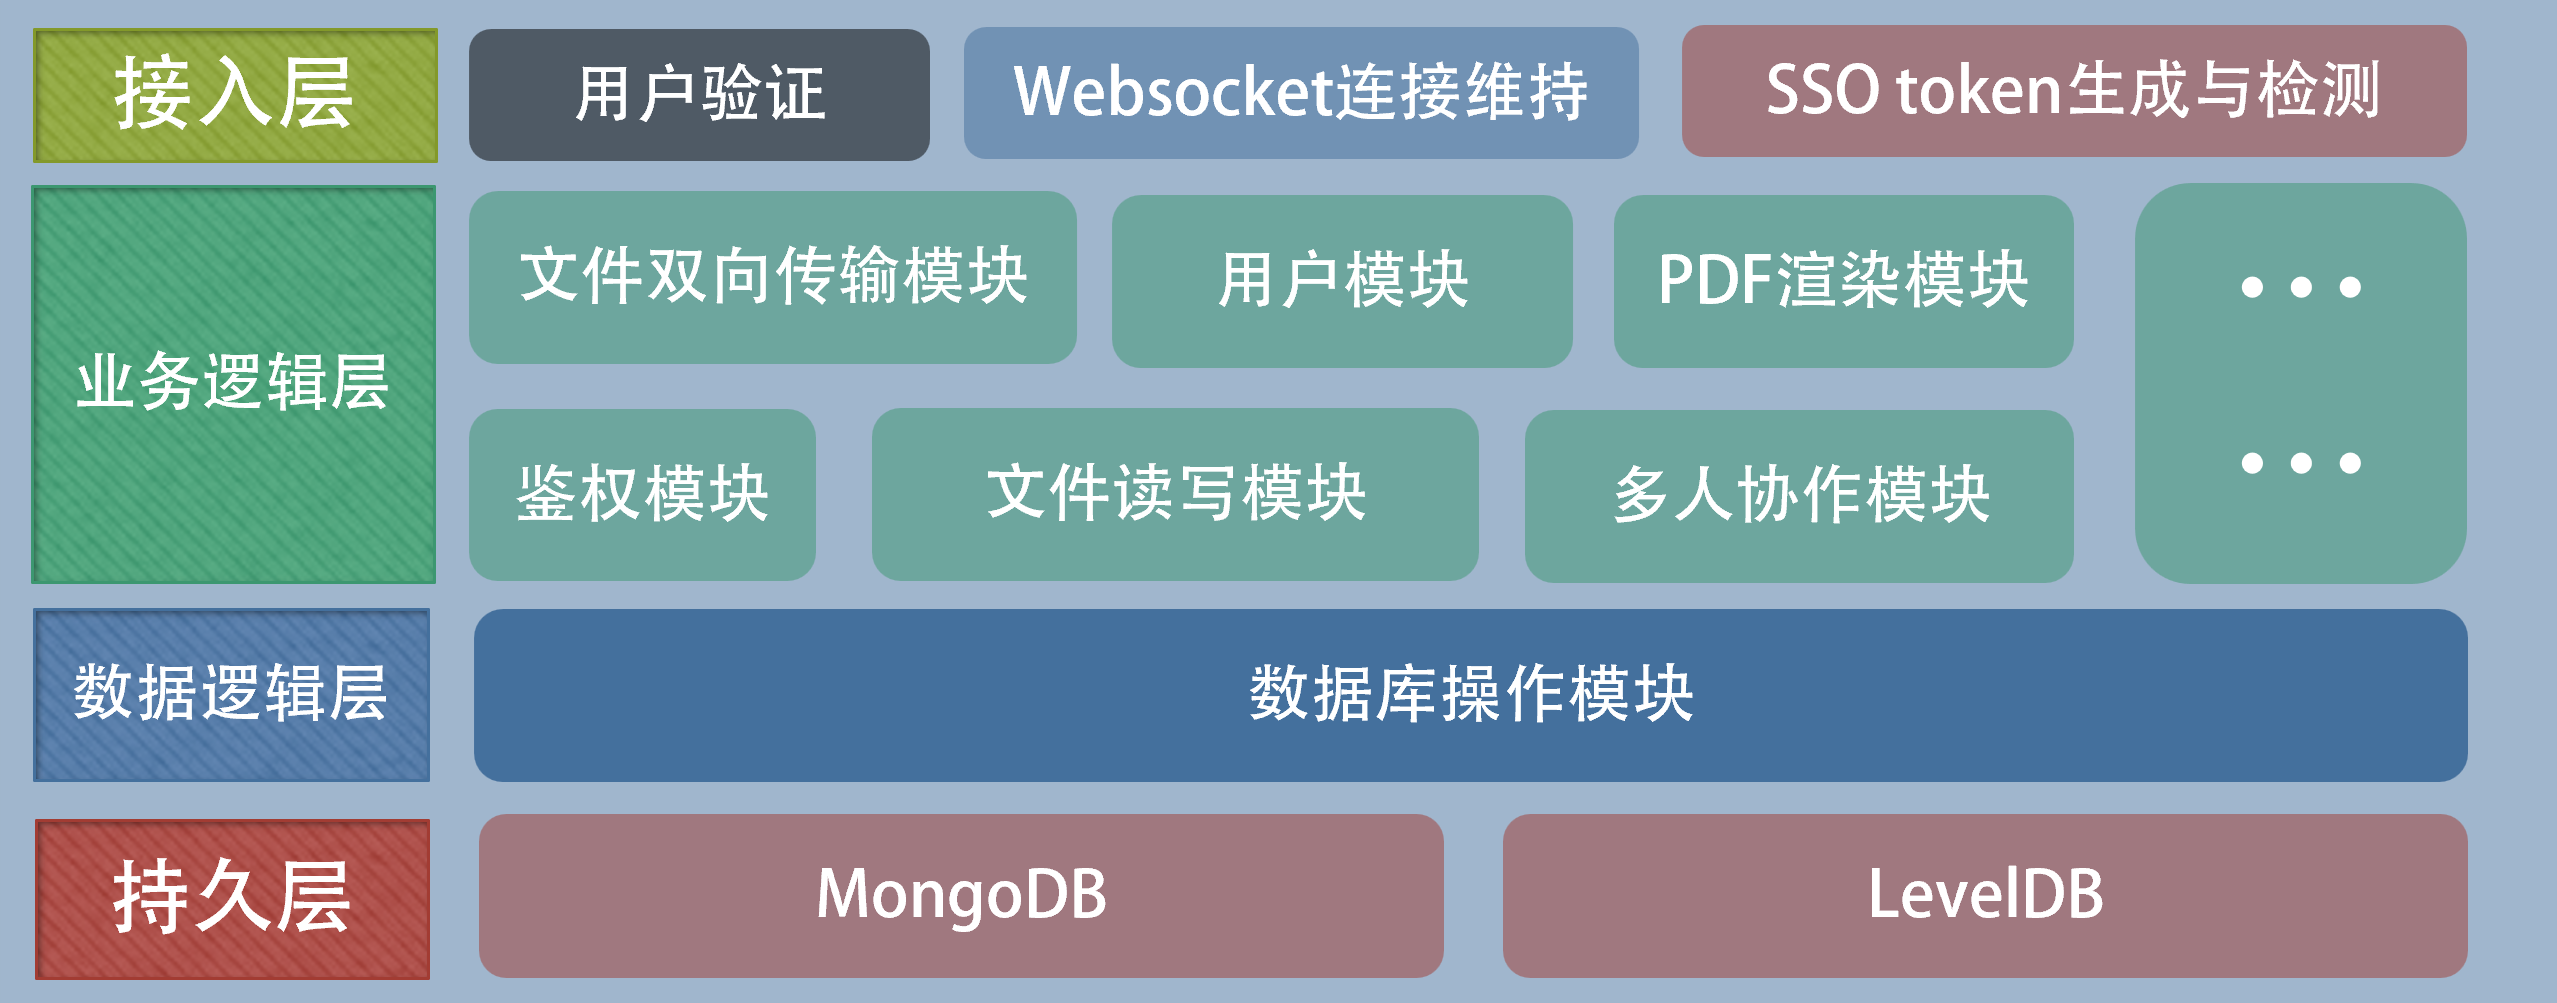 接入层
用户验证
Websocket连接维持
SSO token生成与检测
业务逻辑层
文件双向传输模块
用户模块
PDF渲染模块
...
鉴权模块
文件读写模块
多人协作模块
...
数据逻辑层
数据库操作模块
持久层
MongoDB
LevelDB